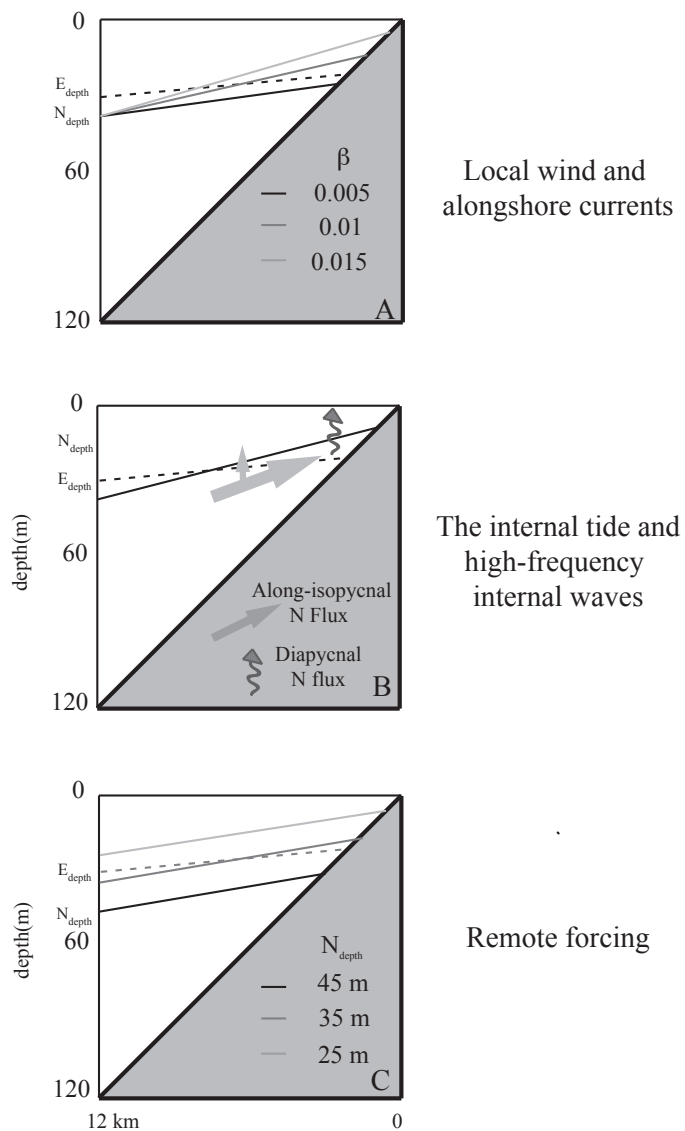 0
E depth
N depth
60
120
β
0.005
0.01
0.015
A
Local wind and
alongshore currents
0
N depth
E depth
60
120
depth(m)
Along-isopycnal
N Flux
Diapycnal
N flux
B
The internal tide and
high-frequency
internal waves
0
E depth
N depth
60
120
depth(m)
N depth
45 m
35 m
25 m
C
12 km
0
Remote forcing